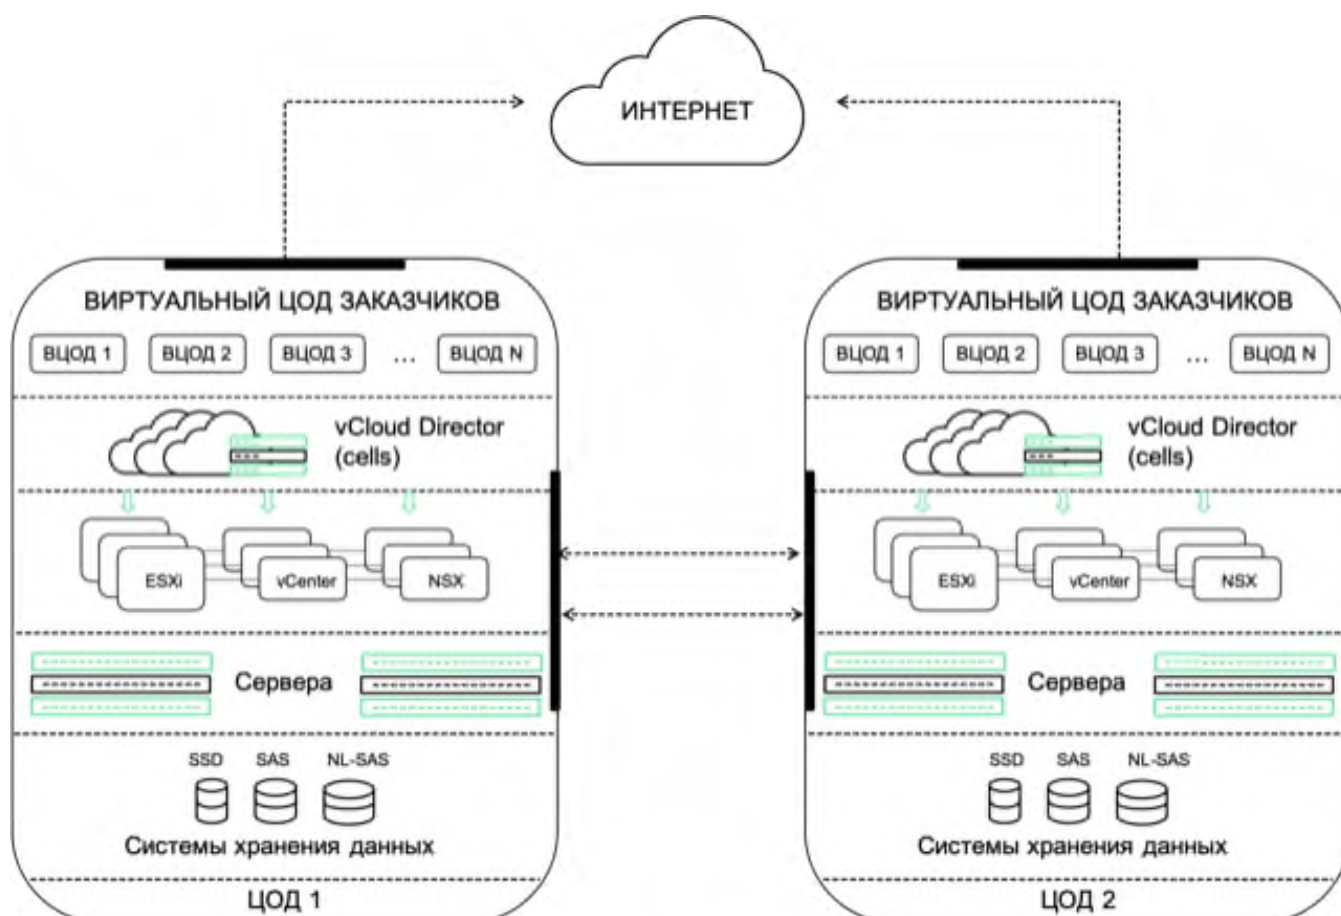 ИНТЕРНЕТ
ВИРТУАЛЬНЫЙ ЦОД ЗАКАЗЧИКОВ
ВЦОД 1 ВЦОД 2 ВЦОД 3 ... ВЦОД N
vCloud Director
(cells)
ESXi vCenter NSX
Сервера
SSD SAS NL-SAS
Системы хранения данных
ЦОД 1
ВИРТУАЛЬНЫЙ ЦОД ЗАКАЗЧИКОВ
ВЦОД 1 ВЦОД 2 ВЦОД 3 ... ВЦОД N
vCloud Director
(cells)
ESXi vCenter NSX
Сервера
SSD SAS NL-SAS
Системы хранения данных
ЦОД 2